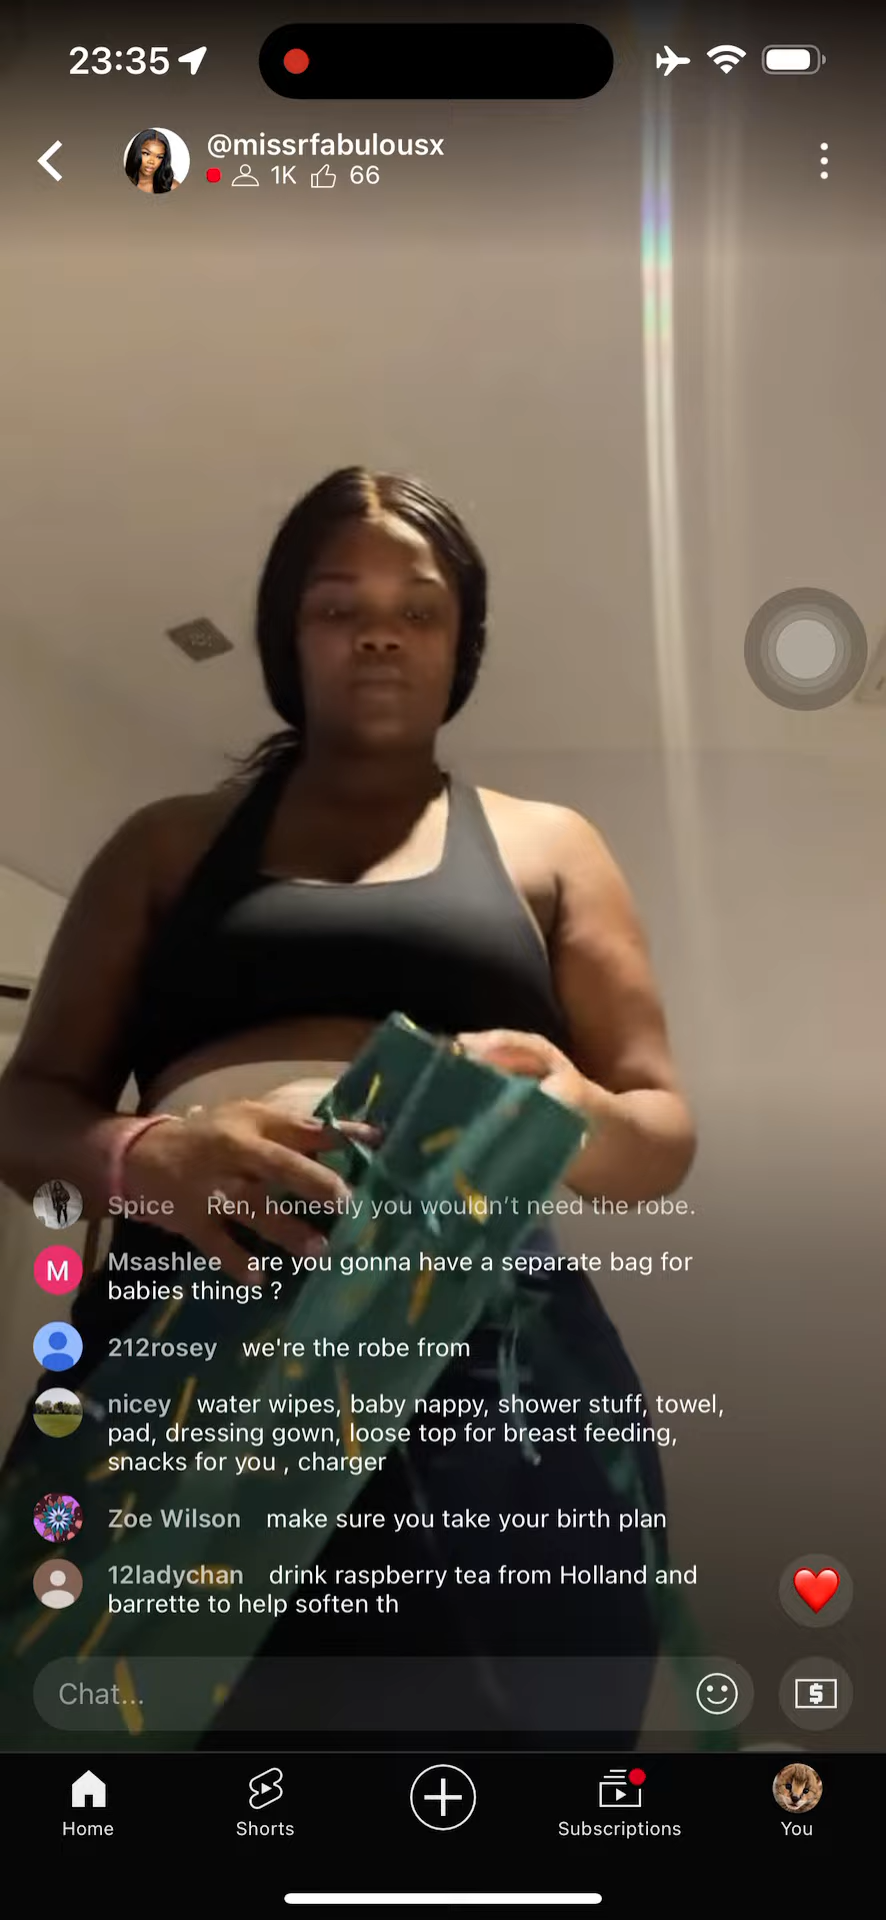 23:35
@missrfabulousx
1K 66
Spice Ren, honestly you wouldn't need the robe.
M Msashlee are you gonna have a separate bag for
babies things ?
212rosey we're the robe from
nicey water wipes, baby nappy, shower stuff, towel,
pad, dressing gown, loose top for breast feeding,
snacks for you , charger
Zoe Wilson make sure you take your birth plan
12ladychan drink raspberry tea from Holland and
barrette to help soften th
Chat...
$
Home Shorts Subscriptions You